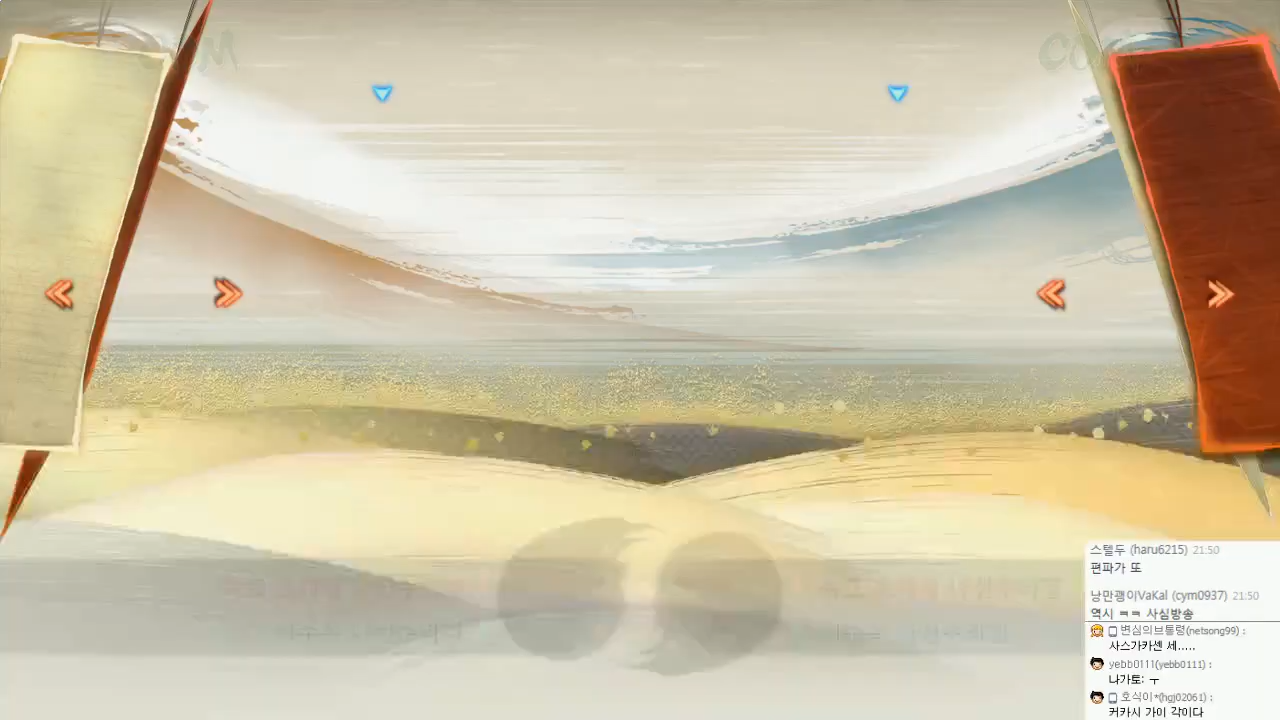 스텔두 (haru6215) 21:50
편파가 또
낭만괭이VaKal (cym0937) 21:50
역시 ㅋㅋ 사심방송
변심의브통령(netsong99) :
사스가카센 세.....
yebb0111(yebb0111) :
나가토: ㅜ
호식이*(hgj02061) :
커카시 가이 각이다